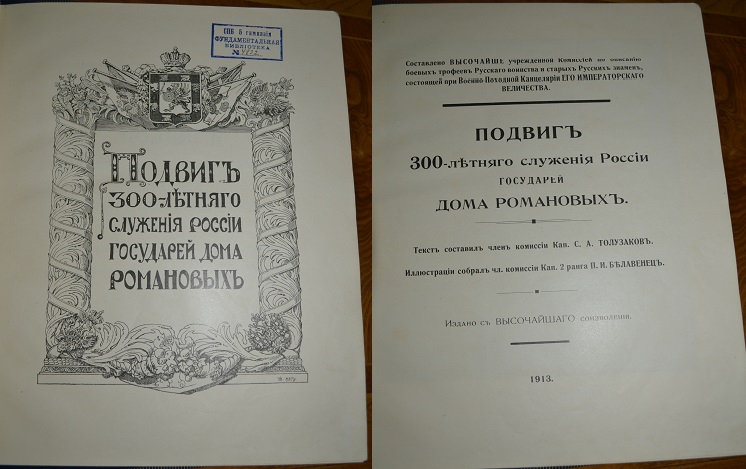 СПБ 5 гимназии
ФУНДАМЕНТАЛЬНАЯ
БИБЛИОТЕКА
№
ПОДВИГЪ
300-ЛѢТНЯГО
СЛУЖЕНІЯ РОССІИ
ГОСУДАРЕЙ ДОМА
РОМАНОВЫХЪ
Составлено ВЫСОЧАЙШЕ учрежденной Комиссіей по описанію
боевыхъ трофеевъ Русскаго воинства и старыхъ Русскихъ знаменъ,
состоящей при Военно Походной Канцеляріи ЕГО ИМПЕРАТОРСКАГО
ВЕЛИЧЕСТВА.
ПОДВИГЪ
300-лѣтняго служенія Россіи
ГОСУДАРЕЙ
ДОМА РОМАНОВЫХЪ.
Текстъ составилъ членъ комиссіи Кап. С. А. ТОЛУЗАКОВЪ.
Иллюстраціи собралъ чл. комиссіи Кап. 2 ранга П. И. БѢЛАВЕНЕЦЪ.
Издано съ ВЫСОЧАЙШАГО соизволенія.
1913.